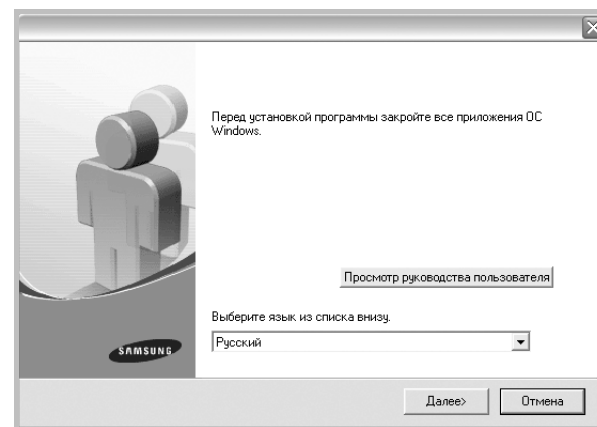 Перед установкой программы закройте все приложения ОС
Windows.
Просмотр руководства пользователя
Выберите язык из списка внизу.
Русский
SAMSUNG
Далее>
Отмена